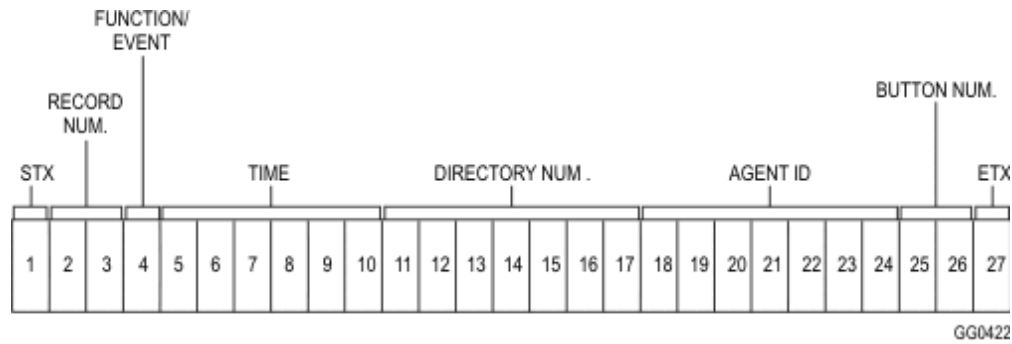 FUNCTION/
EVENT
RECORD
NUM.
BUTTON NUM.
STX
TIME
DIRECTORY NUM .
AGENT ID
ETX
1 2 3 4 5 6 7 8 9 10 11 12 13 14 15 16 17 18 19 20 21 22 23 24 25 26 27
GG0422